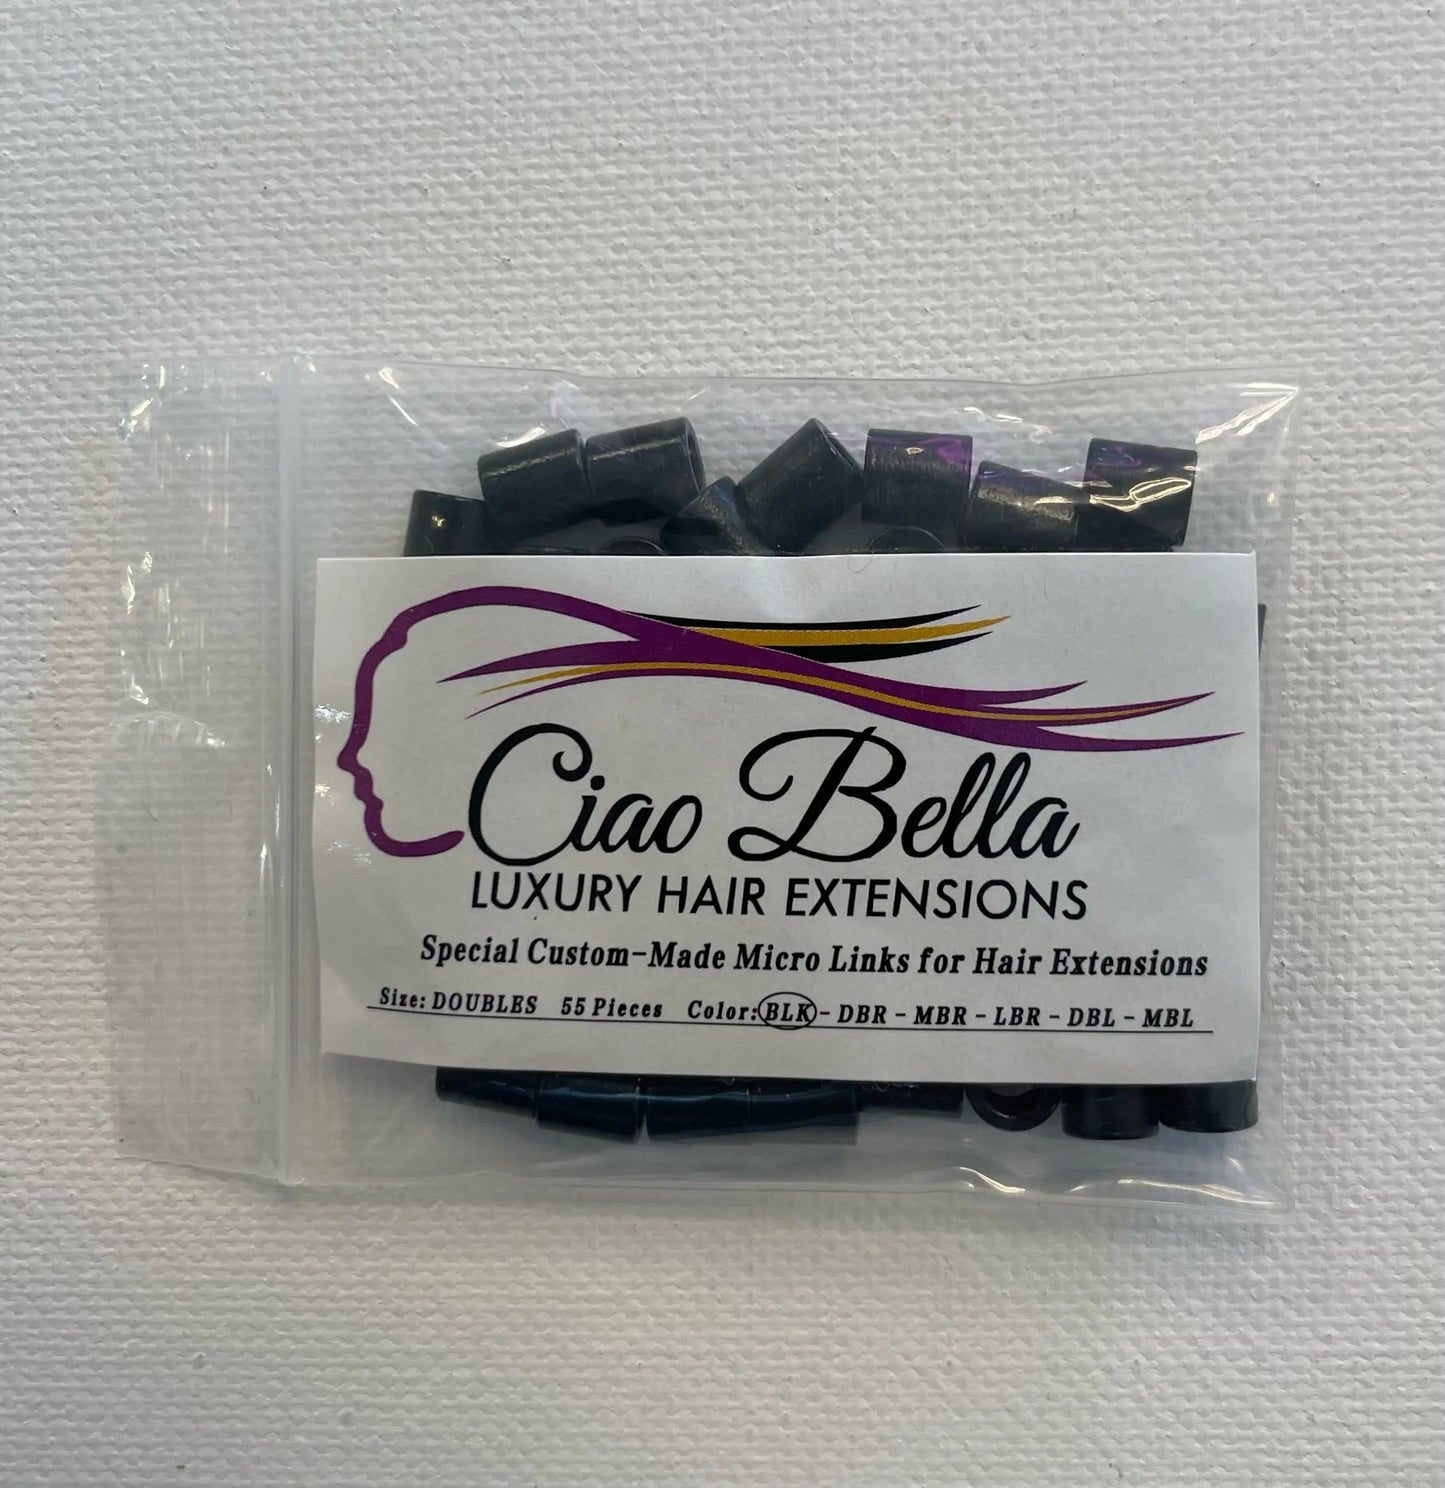 Ciao Bella
LUXURY HAIR EXTENSIONS
Special Custom-Made Micro Links for Hair Extensions
Size: DOUBLES 55 Pieces Color: BLK - DBR - MBR - LBR - DBL - MBL